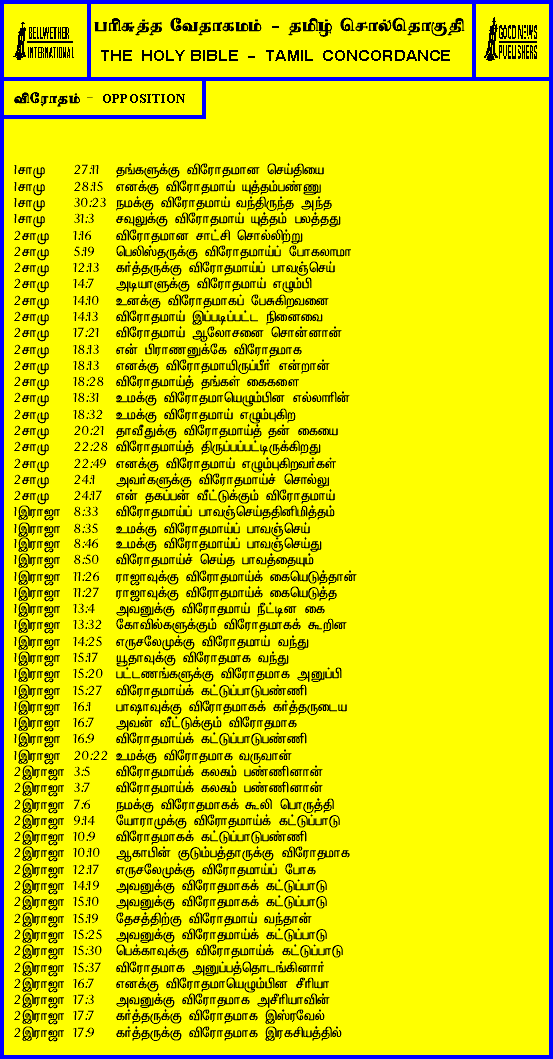 BELLWETHER
INTERNATIONAL
பரிசுத்த வேதாகமம் - தமிழ் சொல்தொகுதி
THE HOLY BIBLE - TAMIL CONCORDANCE
GOOD NEWS
PUBLISHERS
விரோதம் - OPPOSITION
1சாமு 27:11 தங்களுக்கு விரோதமான செய்தியை
1சாமு 28:15 எனக்கு விரோதமாய் யுத்தம்பண்ணு
1சாமு 30:23 நமக்கு விரோதமாய் வந்திருந்த அந்த
1சாமு 31:3 சவுலுக்கு விரோதமாய் யுத்தம் பலத்தது
2சாமு 1:16 விரோதமான சாட்சி சொல்லிற்று
2சாமு 5:19 பெலிஸ்தருக்கு விரோதமாய்ப் போகலாமா
2சாமு 12:13 கர்த்தருக்கு விரோதமாய்ப் பாவஞ்செய்
2சாமு 14:7 அடியாளுக்கு விரோதமாய் எழும்பி
2சாமு 14:10 உனக்கு விரோதமாகப் பேசுகிறவனை
2சாமு 14:13 விரோதமாய் இப்படிப்பட்ட நினைவை
2சாமு 17:21 விரோதமாய் ஆலோசனை சொன்னான்
2சாமு 18:13 என் பிராணனுக்கே விரோதமாக
2சாமு 18:13 எனக்கு விரோதமாயிருப்பீர் என்றான்
2சாமு 18:28 விரோதமாய்த் தங்கள் கைகளை
2சாமு 18:31 உமக்கு விரோதமாயெழும்பின எல்லாரின்
2சாமு 18:32 உமக்கு விரோதமாய் எழும்புகிற
2சாமு 20:21 தாவீதுக்கு விரோதமாய்த் தன் கையை
2சாமு 22:28 விரோதமாய்த் திருப்பப்பட்டிருக்கிறது
2சாமு 22:49 எனக்கு விரோதமாய் எழும்புகிறவர்கள்
2சாமு 24:1 அவர்களுக்கு விரோதமாய்ச் சொல்லு
2சாமு 24:17 என் தகப்பன் வீட்டுக்கும் விரோதமாய்
1இராஜா 8:33 விரோதமாய்ப் பாவஞ்செய்ததினிமித்தம்
1இராஜா 8:35 உமக்கு விரோதமாய்ப் பாவஞ்செய்
1இராஜா 8:46 உமக்கு விரோதமாய்ப் பாவஞ்செய்து
1இராஜா 8:50 விரோதமாய்ச் செய்த பாவத்தையும்
1இராஜா 11:26 ராஜாவுக்கு விரோதமாய்க் கையெடுத்தான்
1இராஜா 11:27 ராஜாவுக்கு விரோதமாய்க் கையெடுத்த
1இராஜா 13:4 அவனுக்கு விரோதமாய் நீட்டின கை
1இராஜா 13:32 கோவில்களுக்கும் விரோதமாகக் கூறின
1இராஜா 14:25 எருசலேமுக்கு விரோதமாய் வந்து
1இராஜா 15:17 யூதாவுக்கு விரோதமாக வந்து
1இராஜா 15:20 பட்டணங்களுக்கு விரோதமாக அனுப்பி
1இராஜா 15:27 விரோதமாய்க் கட்டுப்பாடுபண்ணி
1இராஜா 16:1 பாஷாவுக்கு விரோதமாகக் கர்த்தருடைய
1இராஜா 16:7 அவன் வீட்டுக்கும் விரோதமாக
1இராஜா 16:9 விரோதமாய்க் கட்டுப்பாடுபண்ணி
1இராஜா 20:22 உமக்கு விரோதமாக வருவான்
2இராஜா 3:5 விரோதமாய்க் கலகம் பண்ணினான்
2இராஜா 3:7 விரோதமாய்க் கலகம் பண்ணினான்
2இராஜா 7:6 நமக்கு விரோதமாகக் கூலி பொருத்தி
2இராஜா 9:14 யோராமுக்கு விரோதமாய்க் கட்டுப்பாடு
2இராஜா 10:9 விரோதமாகக் கட்டுப்பாடுபண்ணி
2இராஜா 10:10 ஆகாபின் குடும்பத்தாருக்கு விரோதமாக
2இராஜா 12:17 எருசலேமுக்கு விரோதமாய்ப் போக
2இராஜா 14:19 அவனுக்கு விரோதமாகக் கட்டுப்பாடு
2இராஜா 15:10 அவனுக்கு விரோதமாகக் கட்டுப்பாடு
2இராஜா 15:19 தேசத்திற்கு விரோதமாய் வந்தான்
2இராஜா 15:25 அவனுக்கு விரோதமாய்க் கட்டுப்பாடு
2இராஜா 15:30 பெக்காவுக்கு விரோதமாய்க் கட்டுப்பாடு
2இராஜா 15:37 விரோதமாக அனுப்பத்தொடங்கினார்
2இராஜா 16:7 எனக்கு விரோதமாயெழும்பின சீரியா
2இராஜா 17:3 அவனுக்கு விரோதமாக அசீரியாவின்
2இராஜா 17:7 கர்த்தருக்கு விரோதமாக இஸ்ரவேல்
2இராஜா 17:9 கர்த்தருக்கு விரோதமாக இரகசியத்தில்